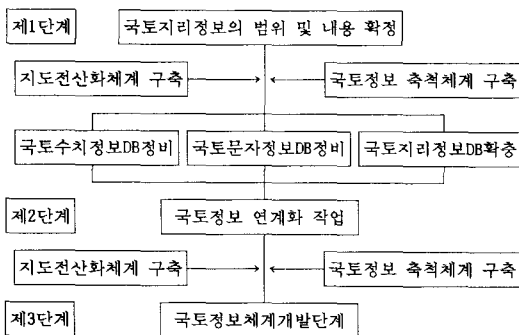 제1단계 국토지리정보의 범위 및 내용 확정
지도전산화체계 구축 국토정보 축척체계 구축
국토수치정보DB정비 국토문자정보DB정비 국토지리정보DB확충
제2단계 국토정보 연계화 작업
지도전산화체계 구축 국토정보 축척체계 구축
제3단계 국토정보체계개발단계